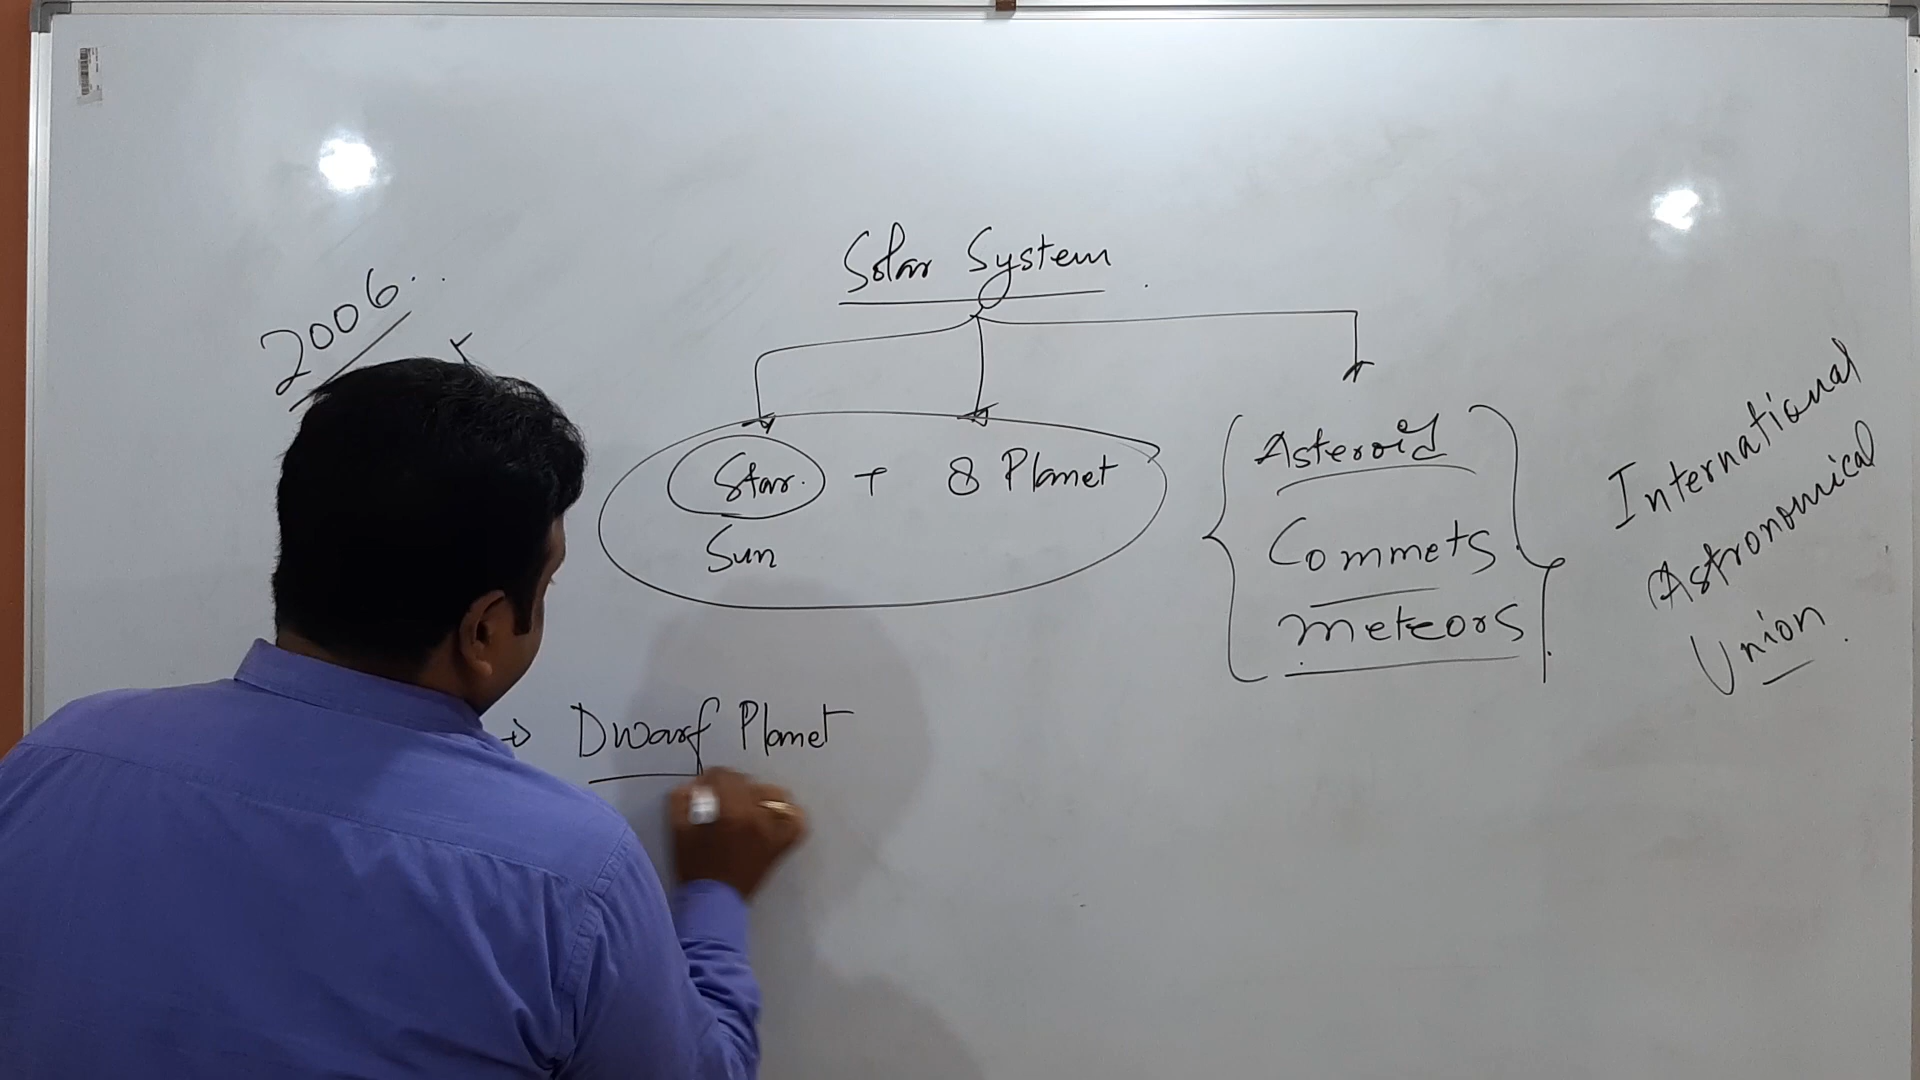 Solar System
2006.
Star. + 8 Planet
Sun
Asteroid
Commets
meteors
International
Astronomical
Union.
→ Dwarf Planet